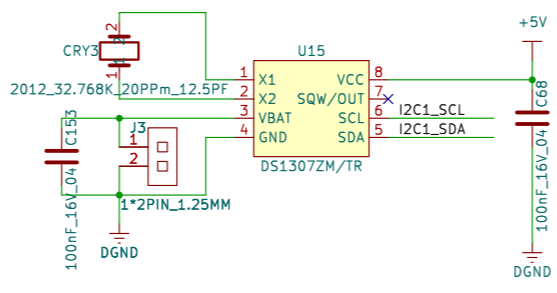 +5V
2
CRY3
1
2012_32.768K_20PPm_12.5PF
U15
1 X1 VCC 8
2 X2 SQW/OUT 7
3 VBAT SCL 6 I2C1_SCL
4 GND SDA 5 I2C1_SDA
DS1307ZM/TR
C153
100nF_16V_04
J3
1
2
1*2PIN_1.25MM
DGND
C68
100nF_16V_04
DGND